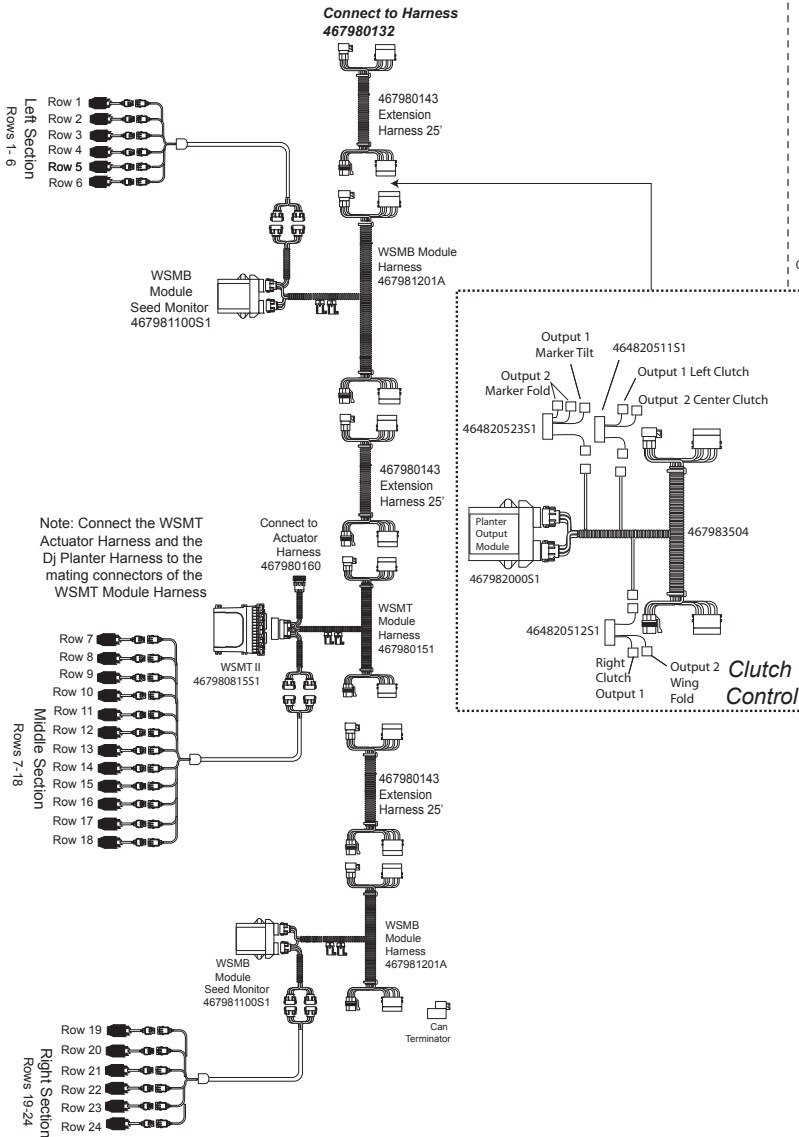 Connect to Harness
467980132
467980143
Extension
Harness 25'
Left Section
Rows 1- 6
Row 1
Row 2
Row 3
Row 4
Row 5
Row 6
WSMB
Module
Seed Monitor
467981100S1
WSMB Module
Harness
467981201A
467980143
Extension
Harness 25'
Note: Connect the WSMT
Actuator Harness and the
Dj Planter Harness to the
mating connectors of the
WSMT Module Harness
Connect to
Actuator
Harness
467980160
WSMT
Module
Harness
467980151
WSMT II
467980815S1
Middle Section
Rows 7-18
Row 7
Row 8
Row 9
Row 10
Row 11
Row 12
Row 13
Row 14
Row 15
Row 16
Row 17
Row 18
467980143
Extension
Harness 25'
WSMB
Module
Harness
467981201A
WSMB
Module
Seed Monitor
467981100S1
Can
Terminator
Right Section
Rows 19-24
Row 19
Row 20
Row 21
Row 22
Row 23
Row 24
Output 1
Marker Tilt
464820511S1
Output 2
Marker Fold
Output 1 Left Clutch
Output 2 Center Clutch
464820523S1
Planter
Output
Module
467982000S1
467983504
464820512S1
Right
Clutch
Output 1
Output 2
Wing
Fold
Clutch
Control